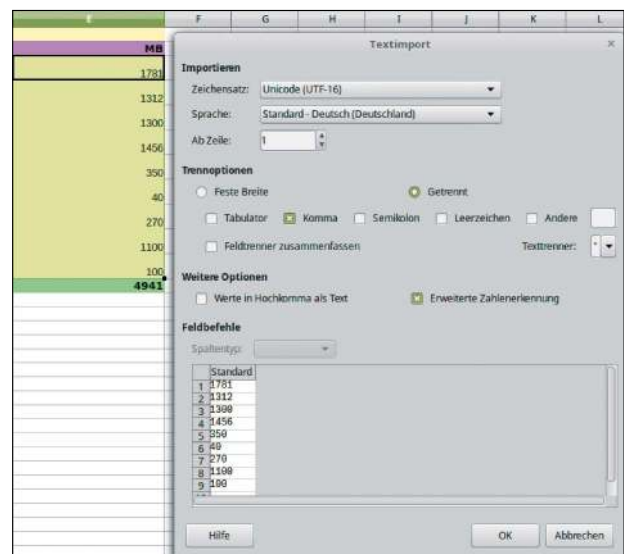 E F G H I J K L
MB
1781
1312
1300
1456
350
40
270
1100
100
4941
Textimport
Importieren
Zeichensatz: Unicode (UTF-16)
Sprache: Standard - Deutsch (Deutschland)
Ab Zeile: 1
Trennoptionen
Feste Breite Getrennt
Tabulator Komma Semikolon Leerzeichen Andere
Feldtrenner zusammenfassen Texttrenner: "
Weitere Optionen
Werte in Hochkomma als Text Erweiterte Zahlenerkennung
Feldbefehle
Spaltentyp:
Standard
1 1781
2 1312
3 1300
4 1456
5 350
6 40
7 270
8 1100
9 100
Hilfe OK Abbrechen